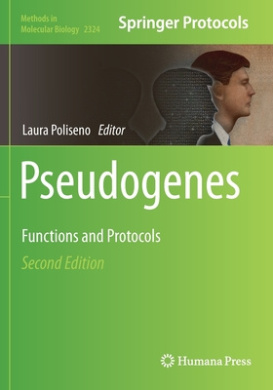 Methods in
Molecular Biology 2324
Springer Protocols
Laura Poliseno Editor
Pseudogenes
Functions and Protocols
Second Edition
Humana Press